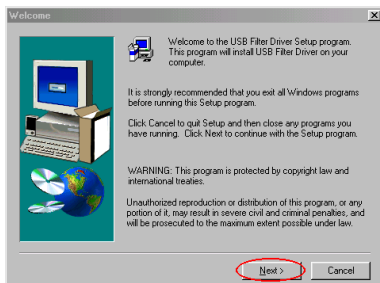 Welcome
Welcome to the USB Filter Driver Setup program.
This program will install USB Filter Driver on your
computer.
It is strongly recommended that you exit all Windows programs
before running this Setup program.
Click Cancel to quit Setup and then close any programs you
have running. Click Next to continue with the Setup program.
WARNING: This program is protected by copyright law and
international treaties.
Unauthorized reproduction or distribution of this program, or any
portion of it, may result in severe civil and criminal penalties, and
will be prosecuted to the maximum extent possible under law.
Next >
Cancel